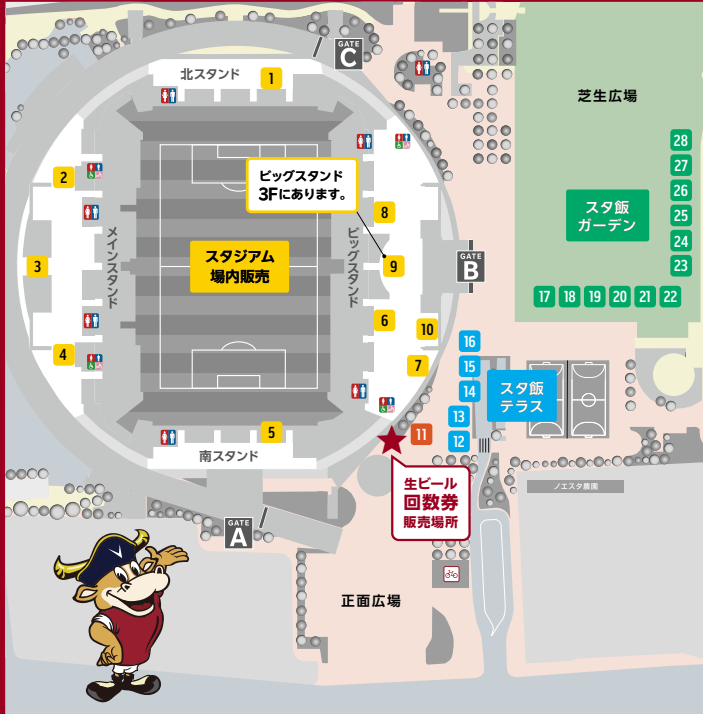 GATE
C
北スタンド
1
芝生広場
28
27
26
25
24
23
スタ飯
ガーデン
17 18 19 20 21 22
2
3
4
メインスタンド
ビッグスタンド
3Fにあります。
スタジアム
場内販売
ビッグスタンド
8
9
6
10
7
GATE
B
16
15
14
13
12
スタ飯
テラス
5
南スタンド
11
生ビール
回数券
販売場所
ノエスタ農園
GATE
A
正面広場